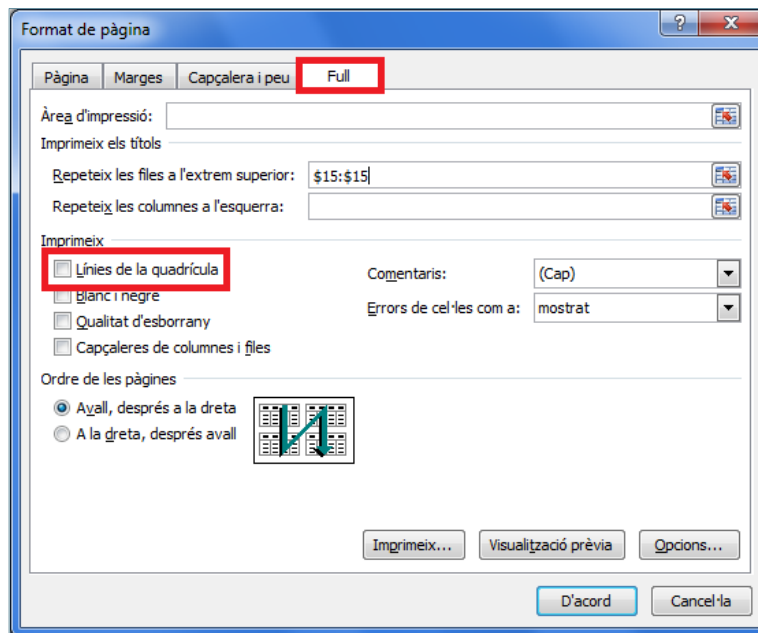 Format de pàgina
Pàgina Marges Capçalera i peu Full
Àrea d'impressió:
Imprimeix els títols
Repeteix les files a l'extrem superior: $15:$15
Repeteix les columnes a l'esquerra:
Imprimeix
Línies de la quadrícula
Comentaris: (Cap)
Blanc i negre
Errors de cel·les com a: mostrat
Qualitat d'esborrany
Capçaleres de columnes i files
Ordre de les pàgines
Avall, després a la dreta
A la dreta, després avall
Imprimeix... Visualització prèvia Opcions...
D'acord Cancel·la